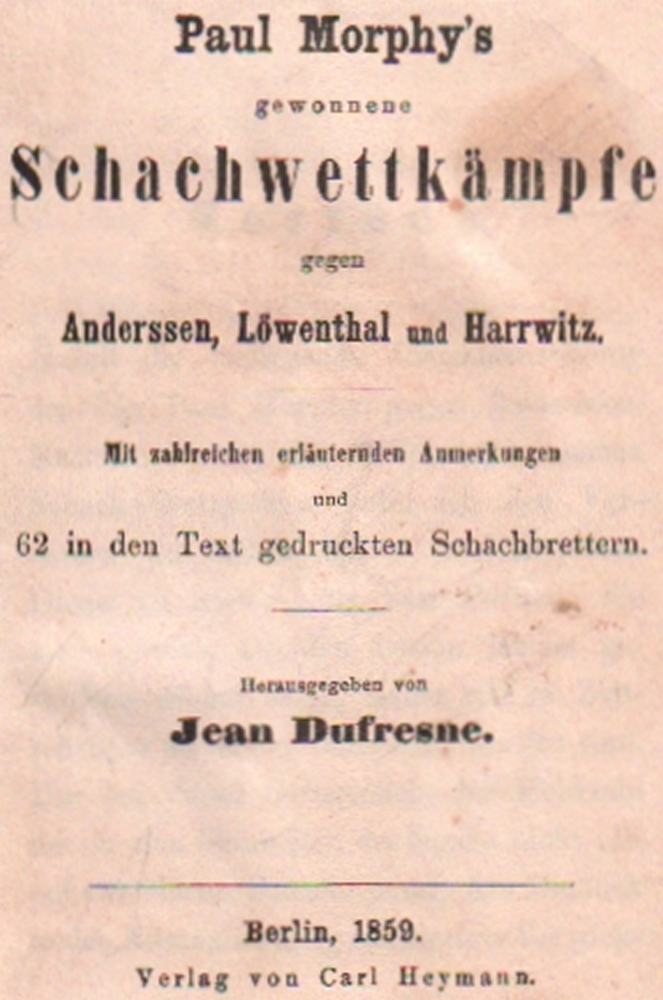 Paul Morphy's
gewonnene
Schachwettkämpfe
gegen
Anderssen, Löwenthal und Harrwitz.
Mit zahlreichen erläuternden Anmerkungen
und
62 in den Text gedruckten Schachbrettern.
Herausgegeben von
Jean Dufresne.
Berlin, 1859.
Verlag von Carl Heymann.